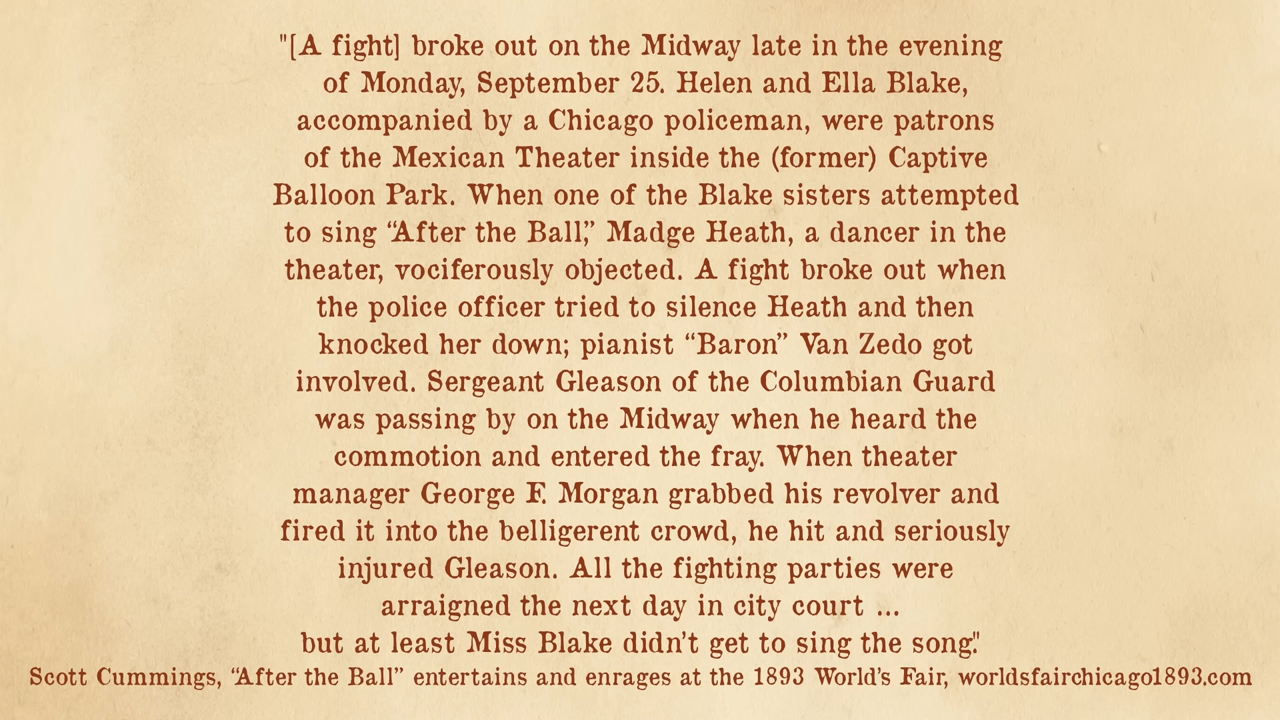 "[A fight] broke out on the Midway late in the evening
of Monday, September 25. Helen and Ella Blake,
accompanied by a Chicago policeman, were patrons
of the Mexican Theater inside the (former) Captive
Balloon Park. When one of the Blake sisters attempted
to sing “After the Ball,” Madge Heath, a dancer in the
theater, vociferously objected. A fight broke out when
the police officer tried to silence Heath and then
knocked her down; pianist “Baron” Van Zedo got
involved. Sergeant Gleason of the Columbian Guard
was passing by on the Midway when he heard the
commotion and entered the fray. When theater
manager George F. Morgan grabbed his revolver and
fired it into the belligerent crowd, he hit and seriously
injured Gleason. All the fighting parties were
arraigned the next day in city court ...
but at least Miss Blake didn’t get to sing the song."
Scott Cummings, “After the Ball” entertains and enrages at the 1893 World’s Fair, worldsfairchicago1893.com